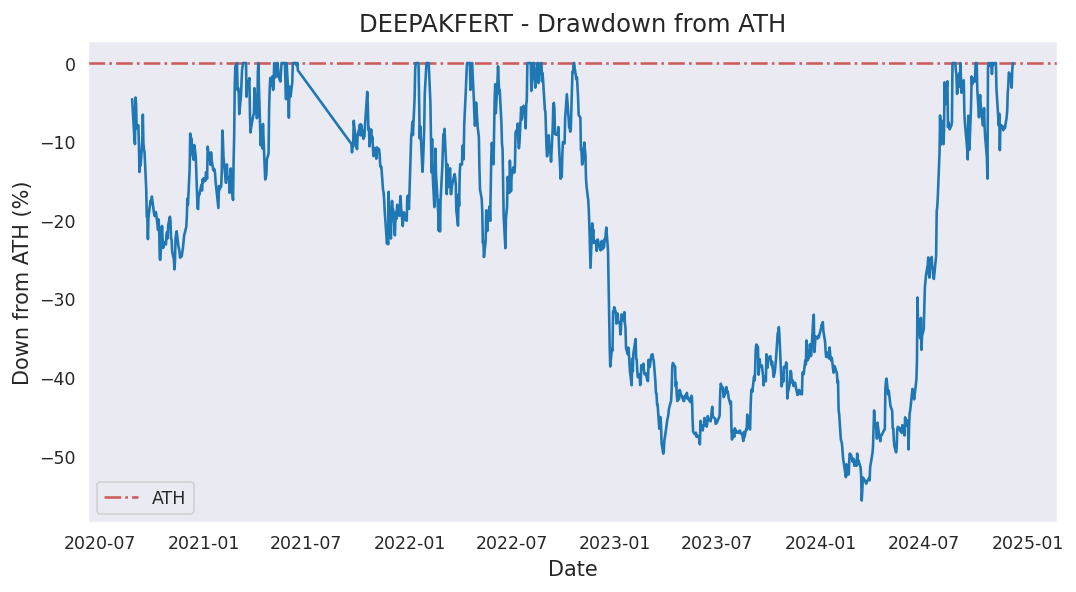 DEEPAKFERT - Drawdown from ATH
Down from ATH (%)
0
−10
−20
−30
−40
−50
ATH
2020-07 2021-01 2021-07 2022-01 2022-07 2023-01 2023-07 2024-01 2024-07 2025-01
Date